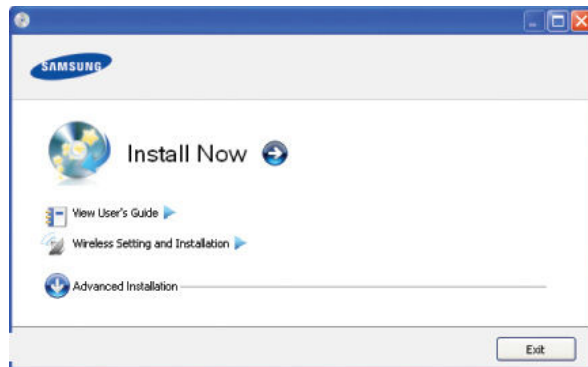 SAMSUNG
Install Now
View User's Guide
Wireless Setting and Installation
Advanced Installation
Exit